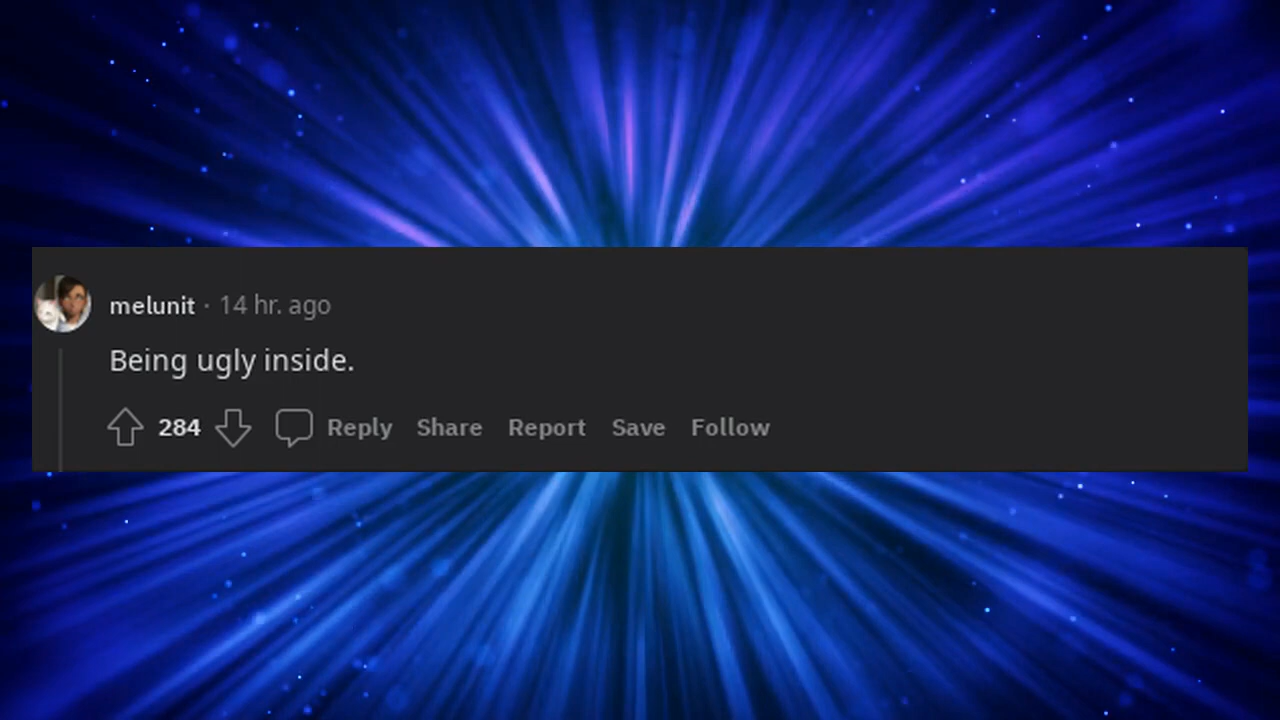 melunit · 14 hr. ago
Being ugly inside.
284 Reply Share Report Save Follow